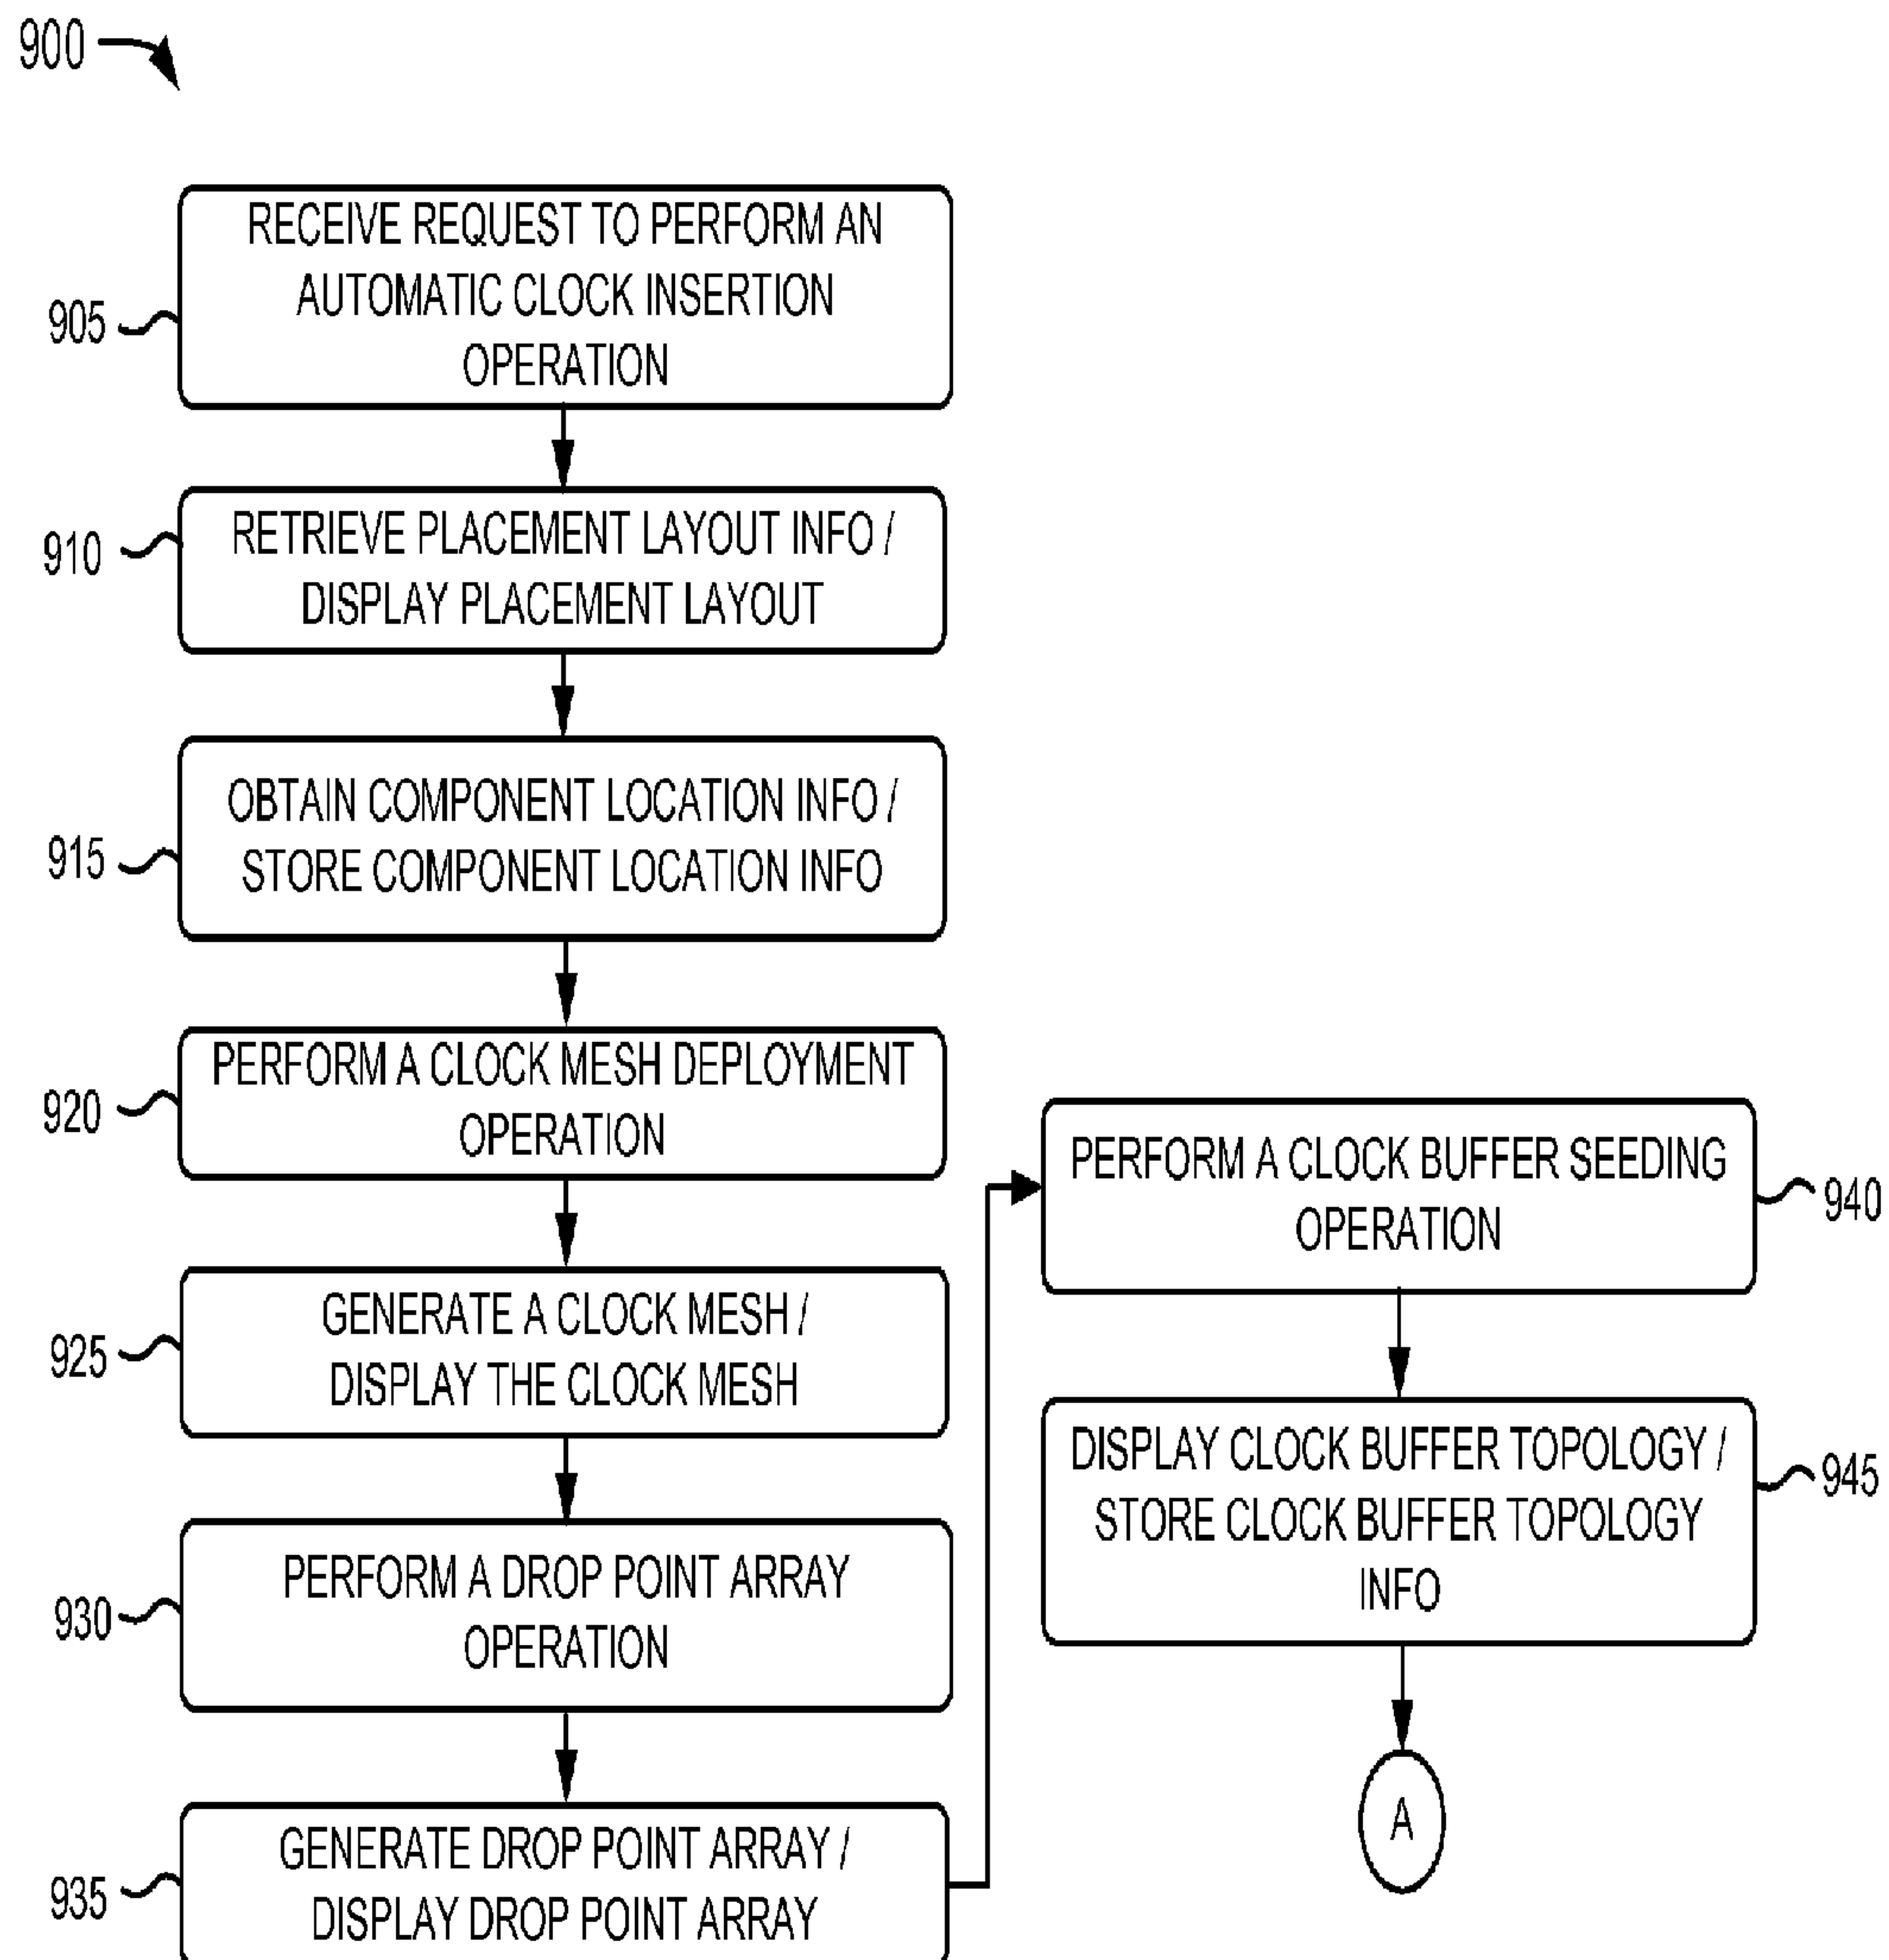 900
RECEIVE REQUEST TO PERFORM AN
AUTOMATIC CLOCK INSERTION
OPERATION
905
RETRIEVE PLACEMENT LAYOUT INFO /
DISPLAY PLACEMENT LAYOUT
910
OBTAIN COMPONENT LOCATION INFO /
STORE COMPONENT LOCATION INFO
915
PERFORM A CLOCK MESH DEPLOYMENT
OPERATION
920
GENERATE A CLOCK MESH /
DISPLAY THE CLOCK MESH
925
PERFORM A DROP POINT ARRAY
OPERATION
930
GENERATE DROP POINT ARRAY /
DISPLAY DROP POINT ARRAY
935
PERFORM A CLOCK BUFFER SEEDING
OPERATION
940
DISPLAY CLOCK BUFFER TOPOLOGY /
STORE CLOCK BUFFER TOPOLOGY
INFO
945
A